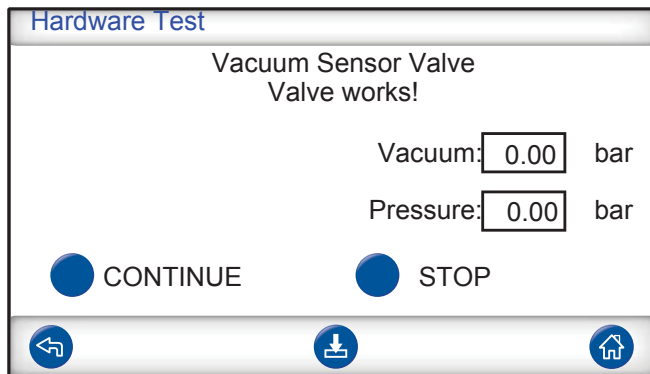 Hardware Test
Vacuum Sensor Valve
Valve works!
Vacuum: 0.00 bar
Pressure: 0.00 bar
CONTINUE STOP